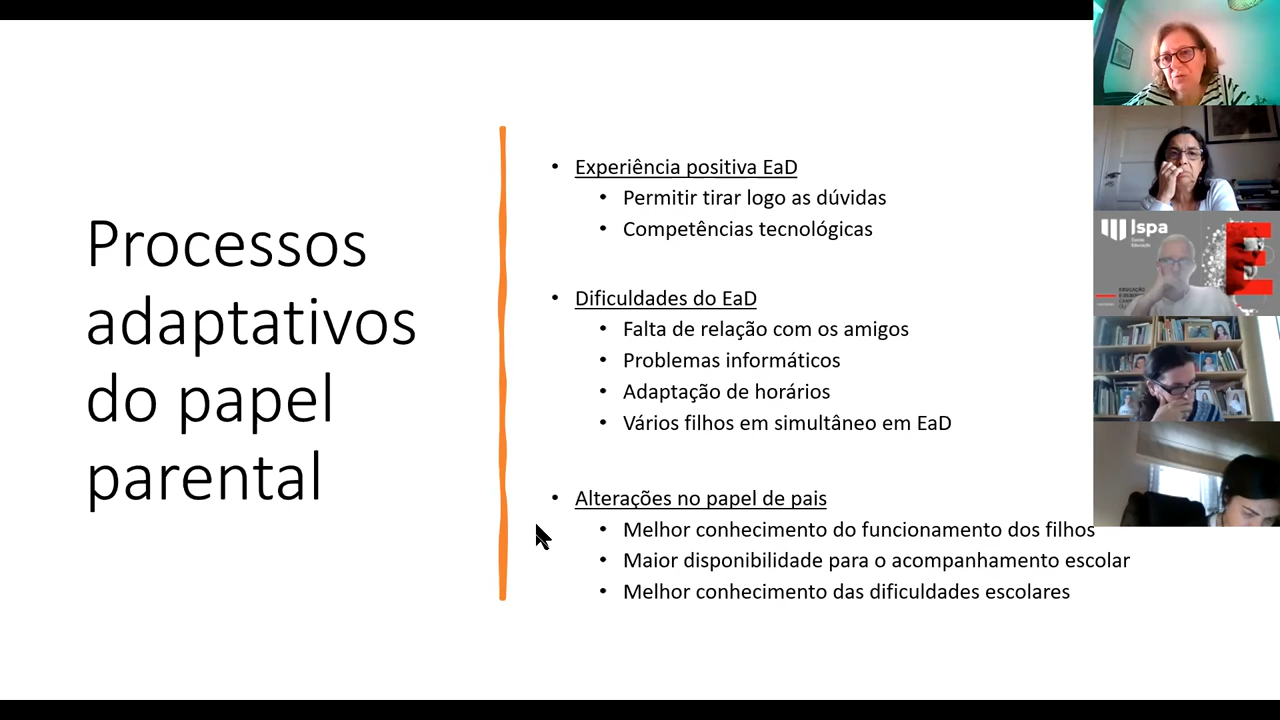 Processos
adaptativos
do papel
parental
• Experiência positiva EaD
• Permitir tirar logo as dúvidas
• Competências tecnológicas
• Dificuldades do EaD
• Falta de relação com os amigos
• Problemas informáticos
• Adaptação de horários
• Vários filhos em simultâneo em EaD
• Alterações no papel de pais
• Melhor conhecimento do funcionamento dos filhos
• Maior disponibilidade para o acompanhamento escolar
• Melhor conhecimento das dificuldades escolares
Ispa
E